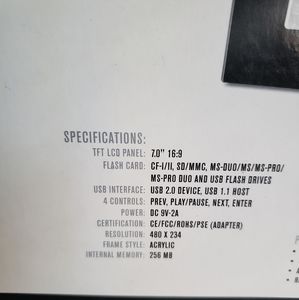 SPECIFICATIONS:
TFT LCD PANEL: 7.0" 16:9
FLASH CARD: CF-I/II, SD/MMC, MS-DUO/MS/MS-PRO/
MS-PRO DUO AND USB FLASH DRIVES
USB INTERFACE: USB 2.0 DEVICE, USB 1.1 HOST
4 CONTROLS: PREV, PLAY/PAUSE, NEXT, ENTER
POWER: DC 9V-2A
CERTIFICATION: CE/FCC/ROHS/PSE (ADAPTER)
RESOLUTION: 480 X 234
FRAME STYLE: ACRYLIC
INTERNAL MEMORY: 256 MB